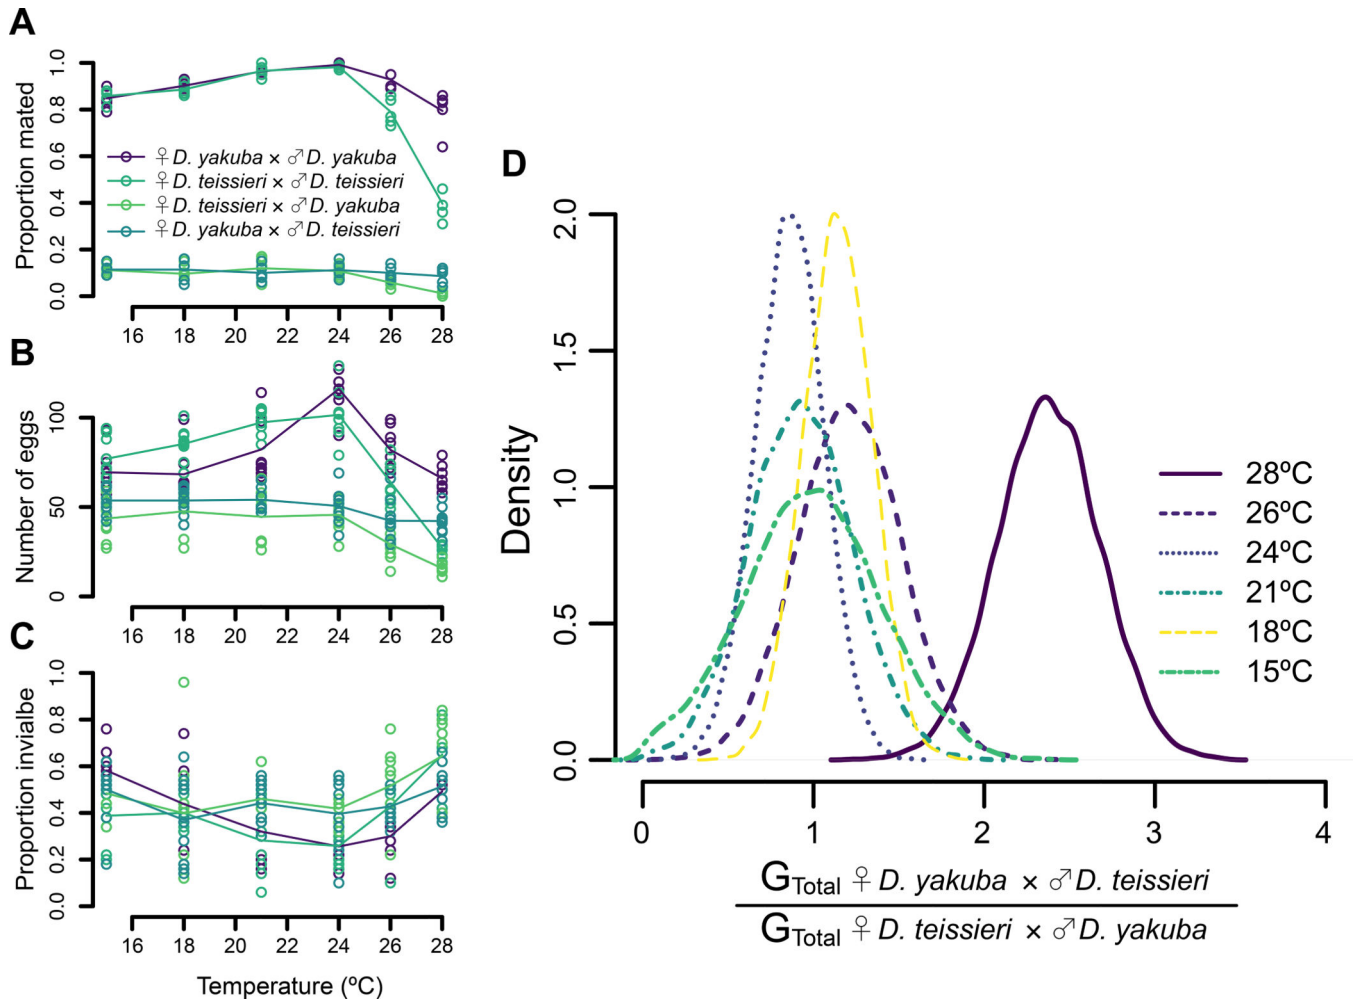 A
Proportion mated
0.0 0.2 0.4 0.6 0.8 1.0
♀ D. yakuba × ♂ D. yakuba
♀ D. teissieri × ♂ D. teissieri
♀ D. teissieri × ♂ D. yakuba
♀ D. yakuba × ♂ D. teissieri
16 18 20 22 24 26 28
B
Number of eggs
0 50 100
16 18 20 22 24 26 28
C
Proportion invialbe
0.0 0.2 0.4 0.6 0.8 1.0
16 18 20 22 24 26 28
Temperature (ºC)
D
Density
0.0 0.5 1.0 1.5 2.0
28ºC
26ºC
24ºC
21ºC
18ºC
15ºC
0 1 2 3 4
GTotal ♀ D. yakuba × ♂ D. teissieri
GTotal ♀ D. teissieri × ♂ D. yakuba